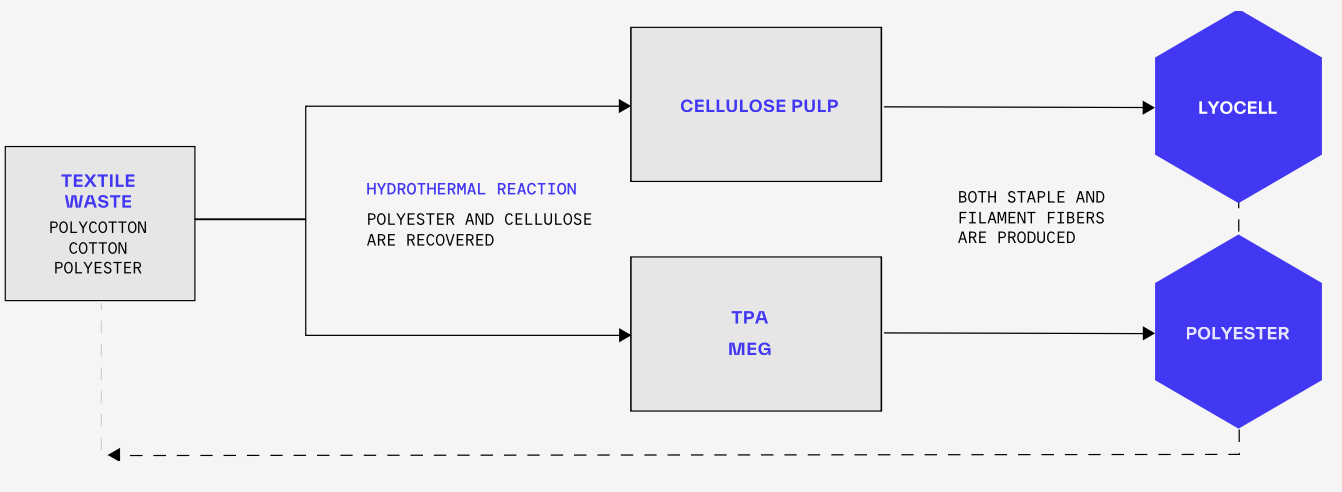 TEXTILE
WASTE
POLYCOTTON
COTTON
POLYESTER
HYDROTHERMAL REACTION
POLYESTER AND CELLULOSE
ARE RECOVERED
CELLULOSE PULP
TPA
MEG
BOTH STAPLE AND
FILAMENT FIBERS
ARE PRODUCED
LYOCELL
POLYESTER